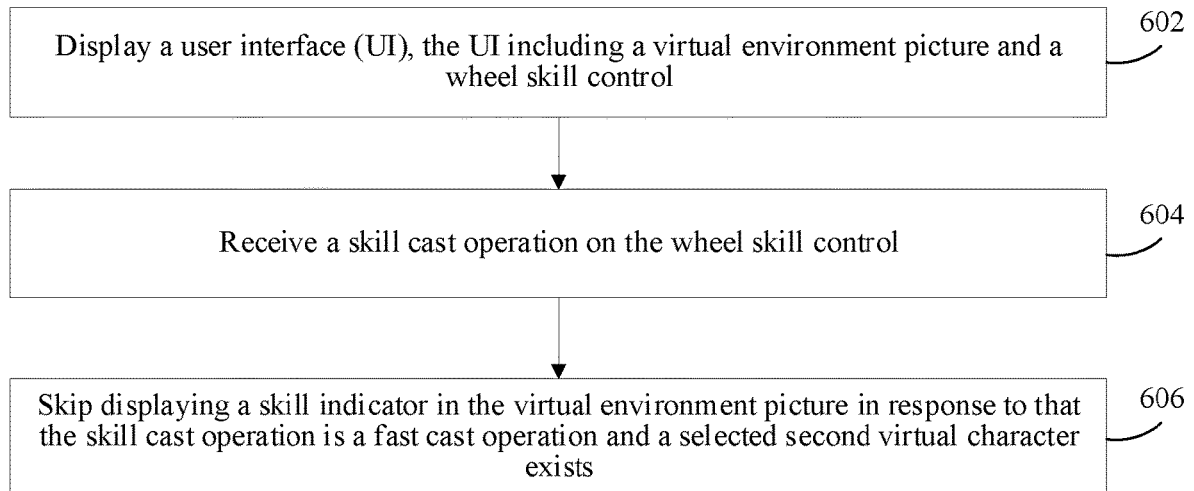 Display a user interface (UI), the UI including a virtual environment picture and a
wheel skill control
602
Receive a skill cast operation on the wheel skill control
604
Skip displaying a skill indicator in the virtual environment picture in response to that
the skill cast operation is a fast cast operation and a selected second virtual character
exists
606